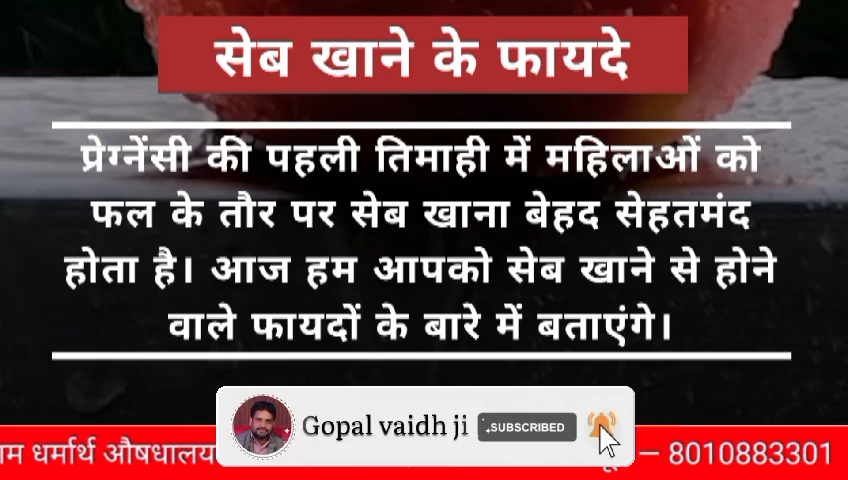 सेब खाने के फायदे
प्रेग्नेंसी की पहली तिमाही में महिलाओं को
फल के तौर पर सेब खाना बेहद सेहतमंद
होता है। आज हम आपको सेब खाने से होने
वाले फायदों के बारे में बताएंगे।
Gopal vaidh ji SUBSCRIBED
धर्मार्थ औषधालय – 8010883301